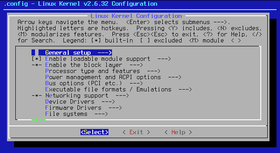 .config - Linux Kernel v2.6.32 Configuration
Linux Kernel Configuration
Arrow keys navigate the menu. <Enter> selects submenus --->.
Highlighted letters are hotkeys. Pressing <Y> includes, <N> excludes,
<M> modularizes features. Press <Esc><Esc> to exit, <?> for Help, </>
for Search. Legend: [*] built-in [ ] excluded <M> module < >
General setup --->
[*] Enable loadable module support --->
-*- Enable the block layer --->
Processor type and features --->
Power management and ACPI options --->
Bus options (PCI etc.) --->
Executable file formats / Emulations --->
-*- Networking support --->
Device Drivers --->
Firmware Drivers --->
File systems --->
<Select> < Exit > < Help >